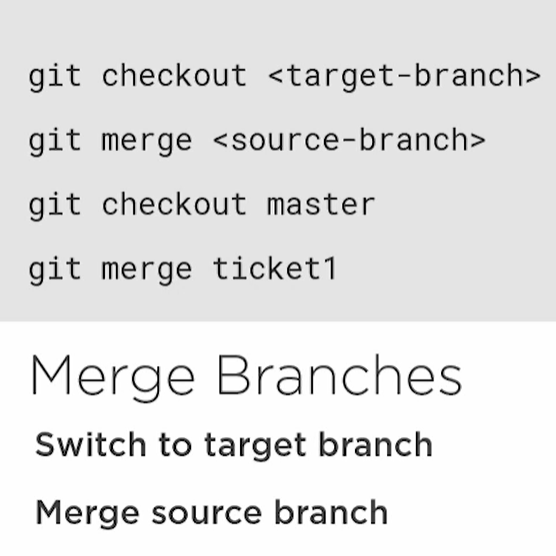 git checkout <target-branch>
git merge <source-branch>
git checkout master
git merge ticket1
Merge Branches
Switch to target branch
Merge source branch